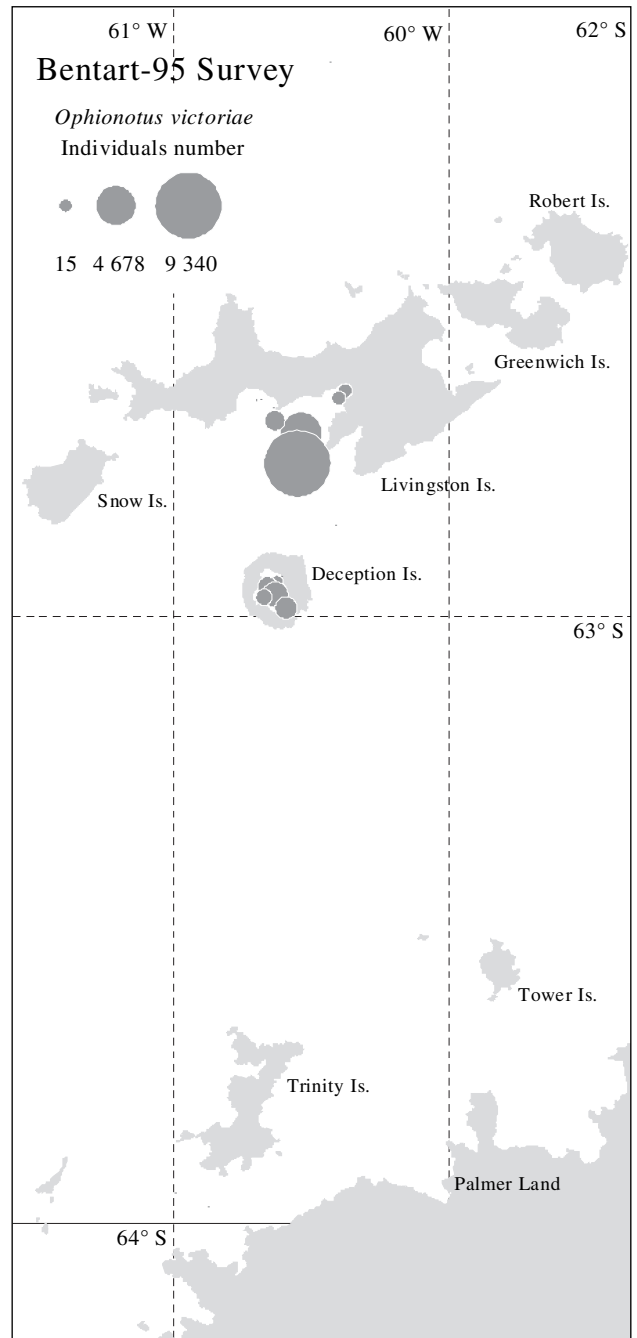 61° W
60° W
62° S
Bentart-95 Survey
Ophionotus victoriae
Individuals number
15 4 678 9 340
Robert Is.
Greenwich Is.
Livingston Is.
Snow Is.
Deception Is.
63° S
Tower Is.
Trinity Is.
Palmer Land
64° S